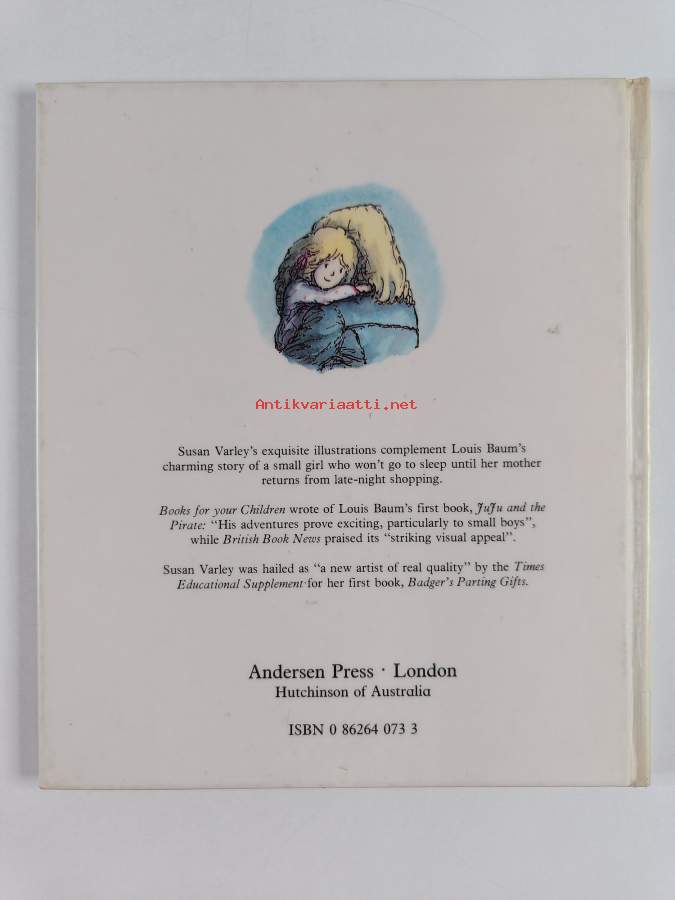 Antikvariaatti.net
Susan Varley's exquisite illustrations complement Louis Baum's
charming story of a small girl who won't go to sleep until her mother
returns from late-night shopping.
Books for your Children wrote of Louis Baum's first book, JuJu and the
Pirate: "His adventures prove exciting, particularly to small boys",
while British Book News praised its "striking visual appeal".
Susan Varley was hailed as "a new artist of real quality" by the Times
Educational Supplement for her first book, Badger's Parting Gifts.
Andersen Press · London
Hutchinson of Australia
ISBN 0 86264 073 3